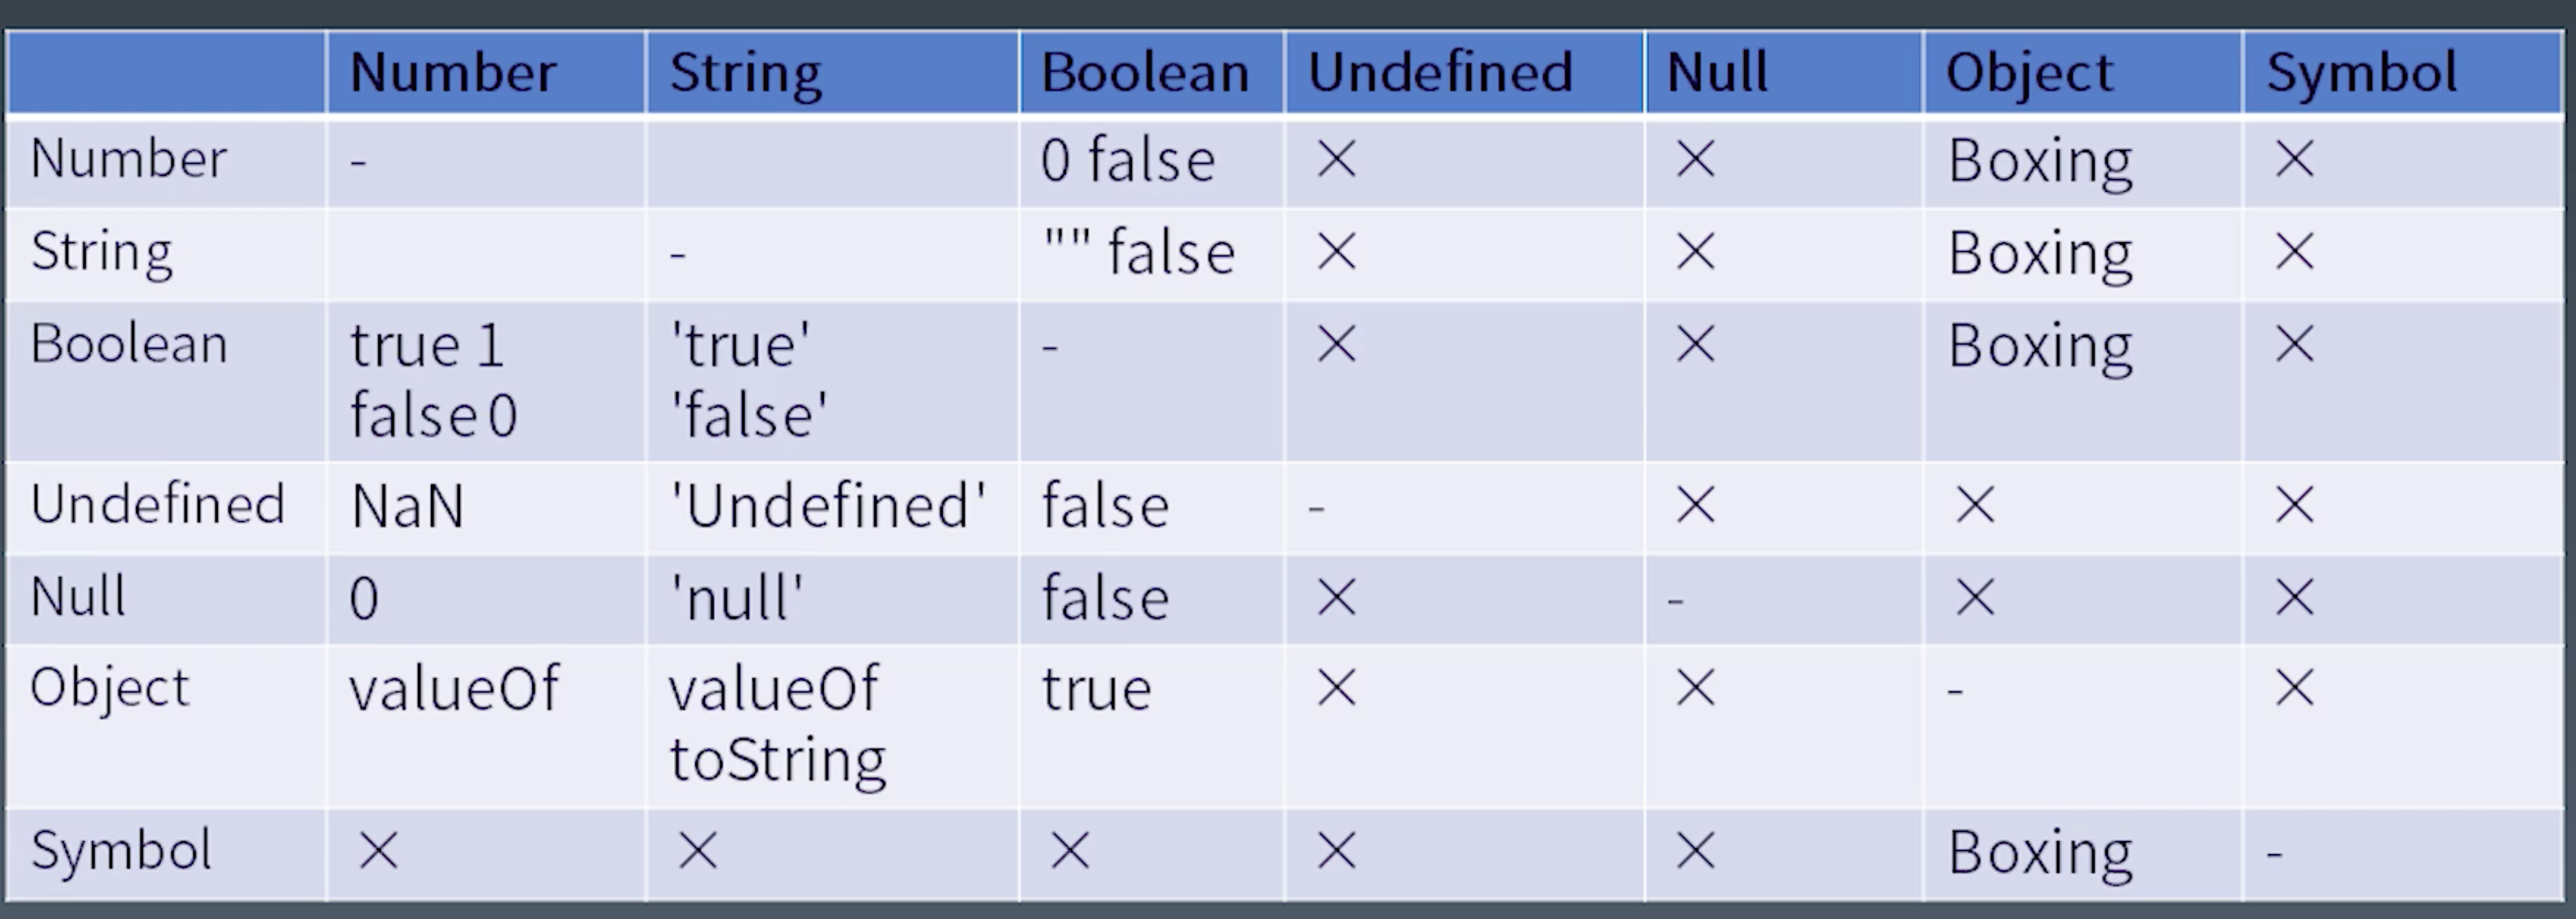 Number String Boolean Undefined Null Object Symbol
Number - 0 false × × Boxing ×
String - "" false × × Boxing ×
Boolean true 1 'true' - × × Boxing ×
false 0 'false'
Undefined NaN 'Undefined' false - × × ×
Null 0 'null' false × - × ×
Object valueOf valueOf true × × - ×
toString
Symbol × × × × × Boxing -